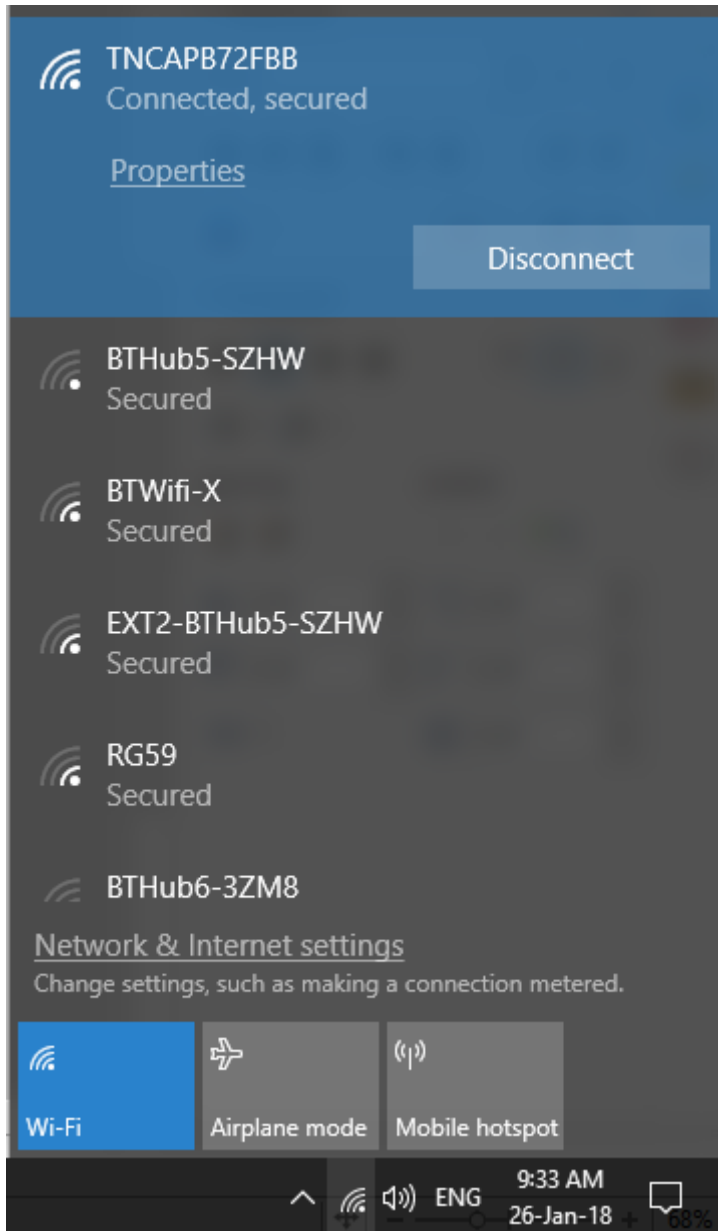 TNCAPB72FBB
Connected, secured
Properties
Disconnect
BTHub5-SZHW
Secured
BTWifi-X
Secured
EXT2-BTHub5-SZHW
Secured
RG59
Secured
BTHub6-3ZM8
Network & Internet settings
Change settings, such as making a connection metered.
Wi-Fi
Airplane mode
Mobile hotspot
ENG
9:33 AM
26-Jan-18
68%